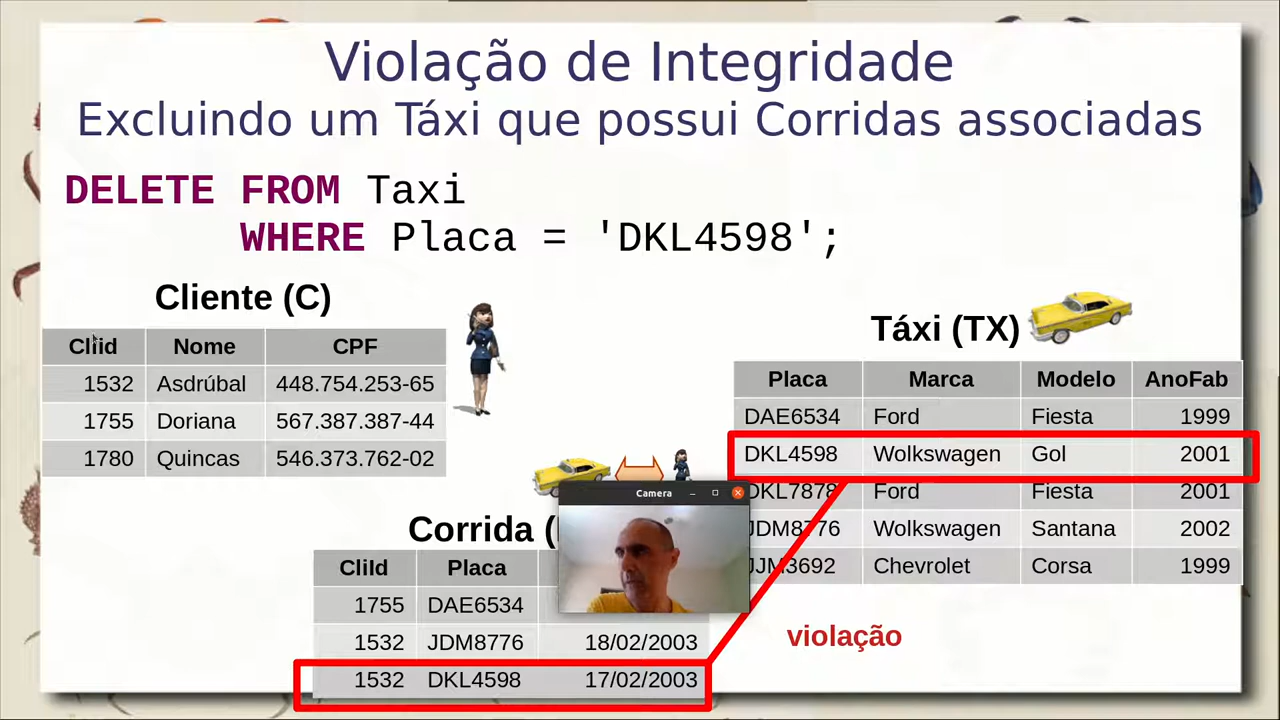 Violação de Integridade
Excluindo um Táxi que possui Corridas associadas
DELETE FROM Taxi
WHERE Placa = 'DKL4598';
Cliente (C)
Cliid Nome CPF
1532 Asdrúbal 448.754.253-65
1755 Doriana 567.387.387-44
1780 Quincas 546.373.762-02
Táxi (TX)
Placa Marca Modelo AnoFab
DAE6534 Ford Fiesta 1999
DKL4598 Wolkswagen Gol 2001
DKL7878 Ford Fiesta 2001
JDM8776 Wolkswagen Santana 2002
JJM3692 Chevrolet Corsa 1999
Camera
Corrida (
CliId Placa
1755 DAE6534
1532 JDM8776 18/02/2003
1532 DKL4598 17/02/2003
violação